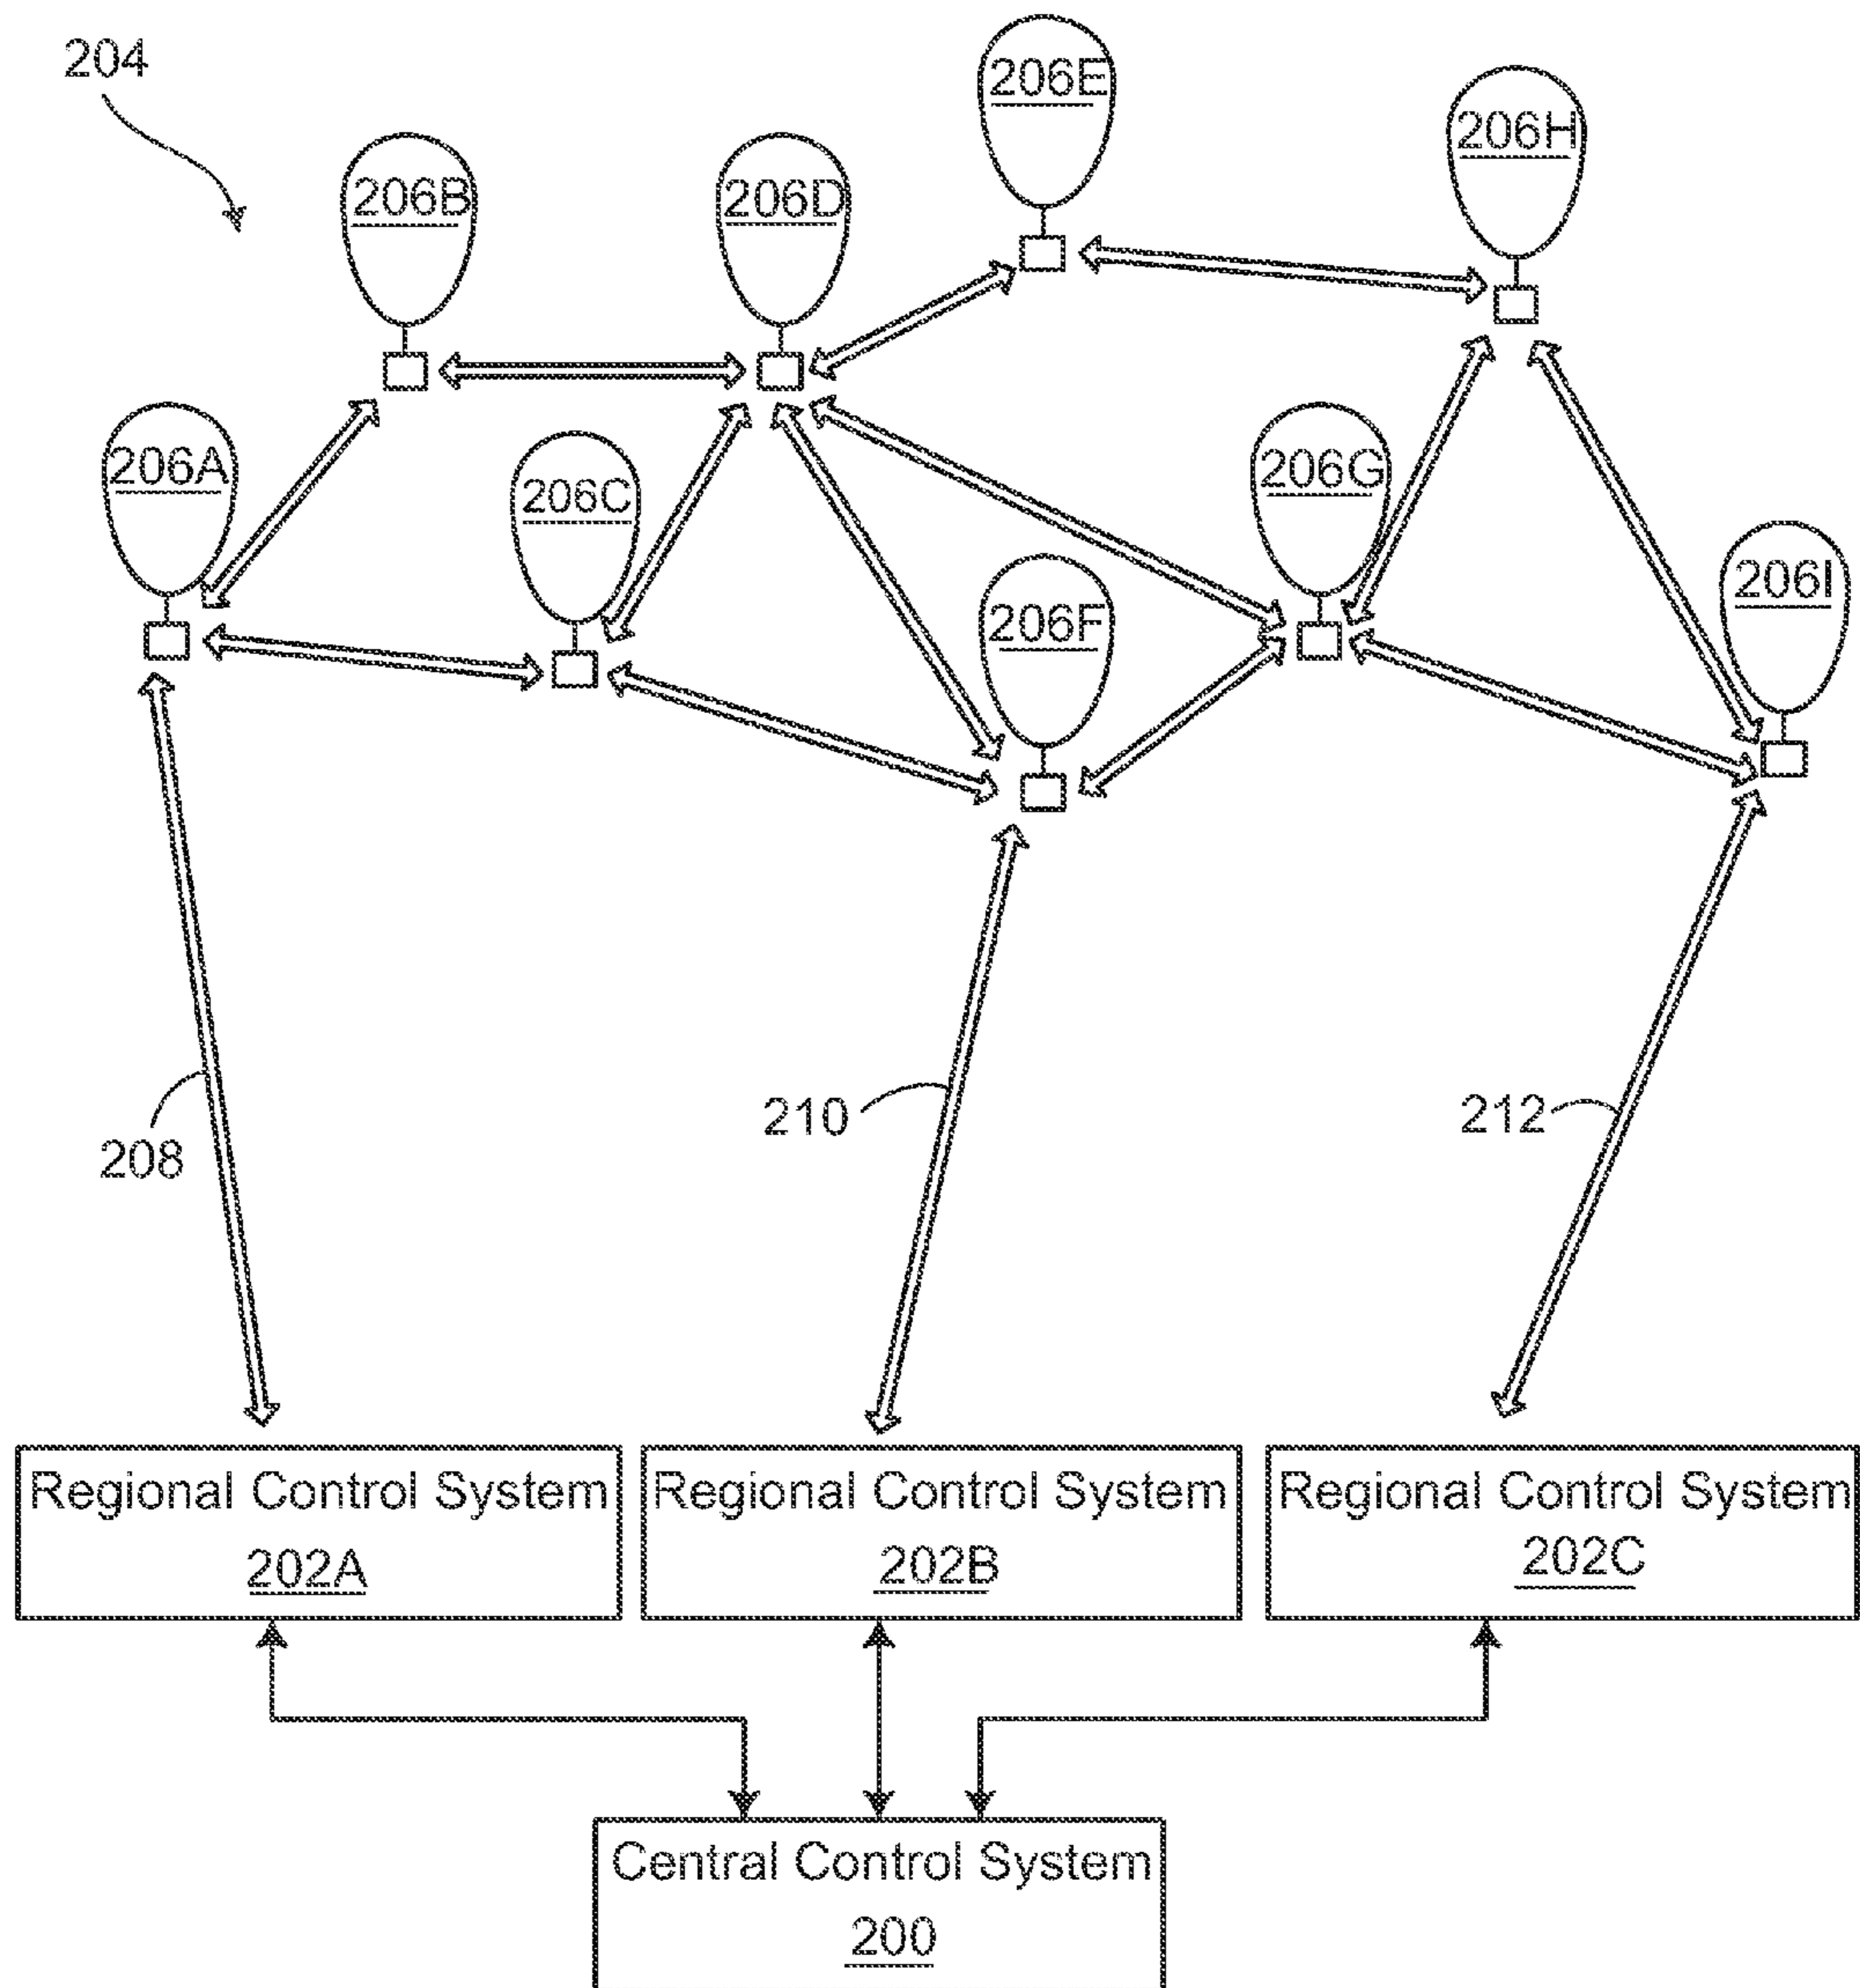 204
206E
206H
206B
206D
206A
206C
206G
206F
206I
208
210
212
Regional Control System
202A
Regional Control System
202B
Regional Control System
202C
Central Control System
200